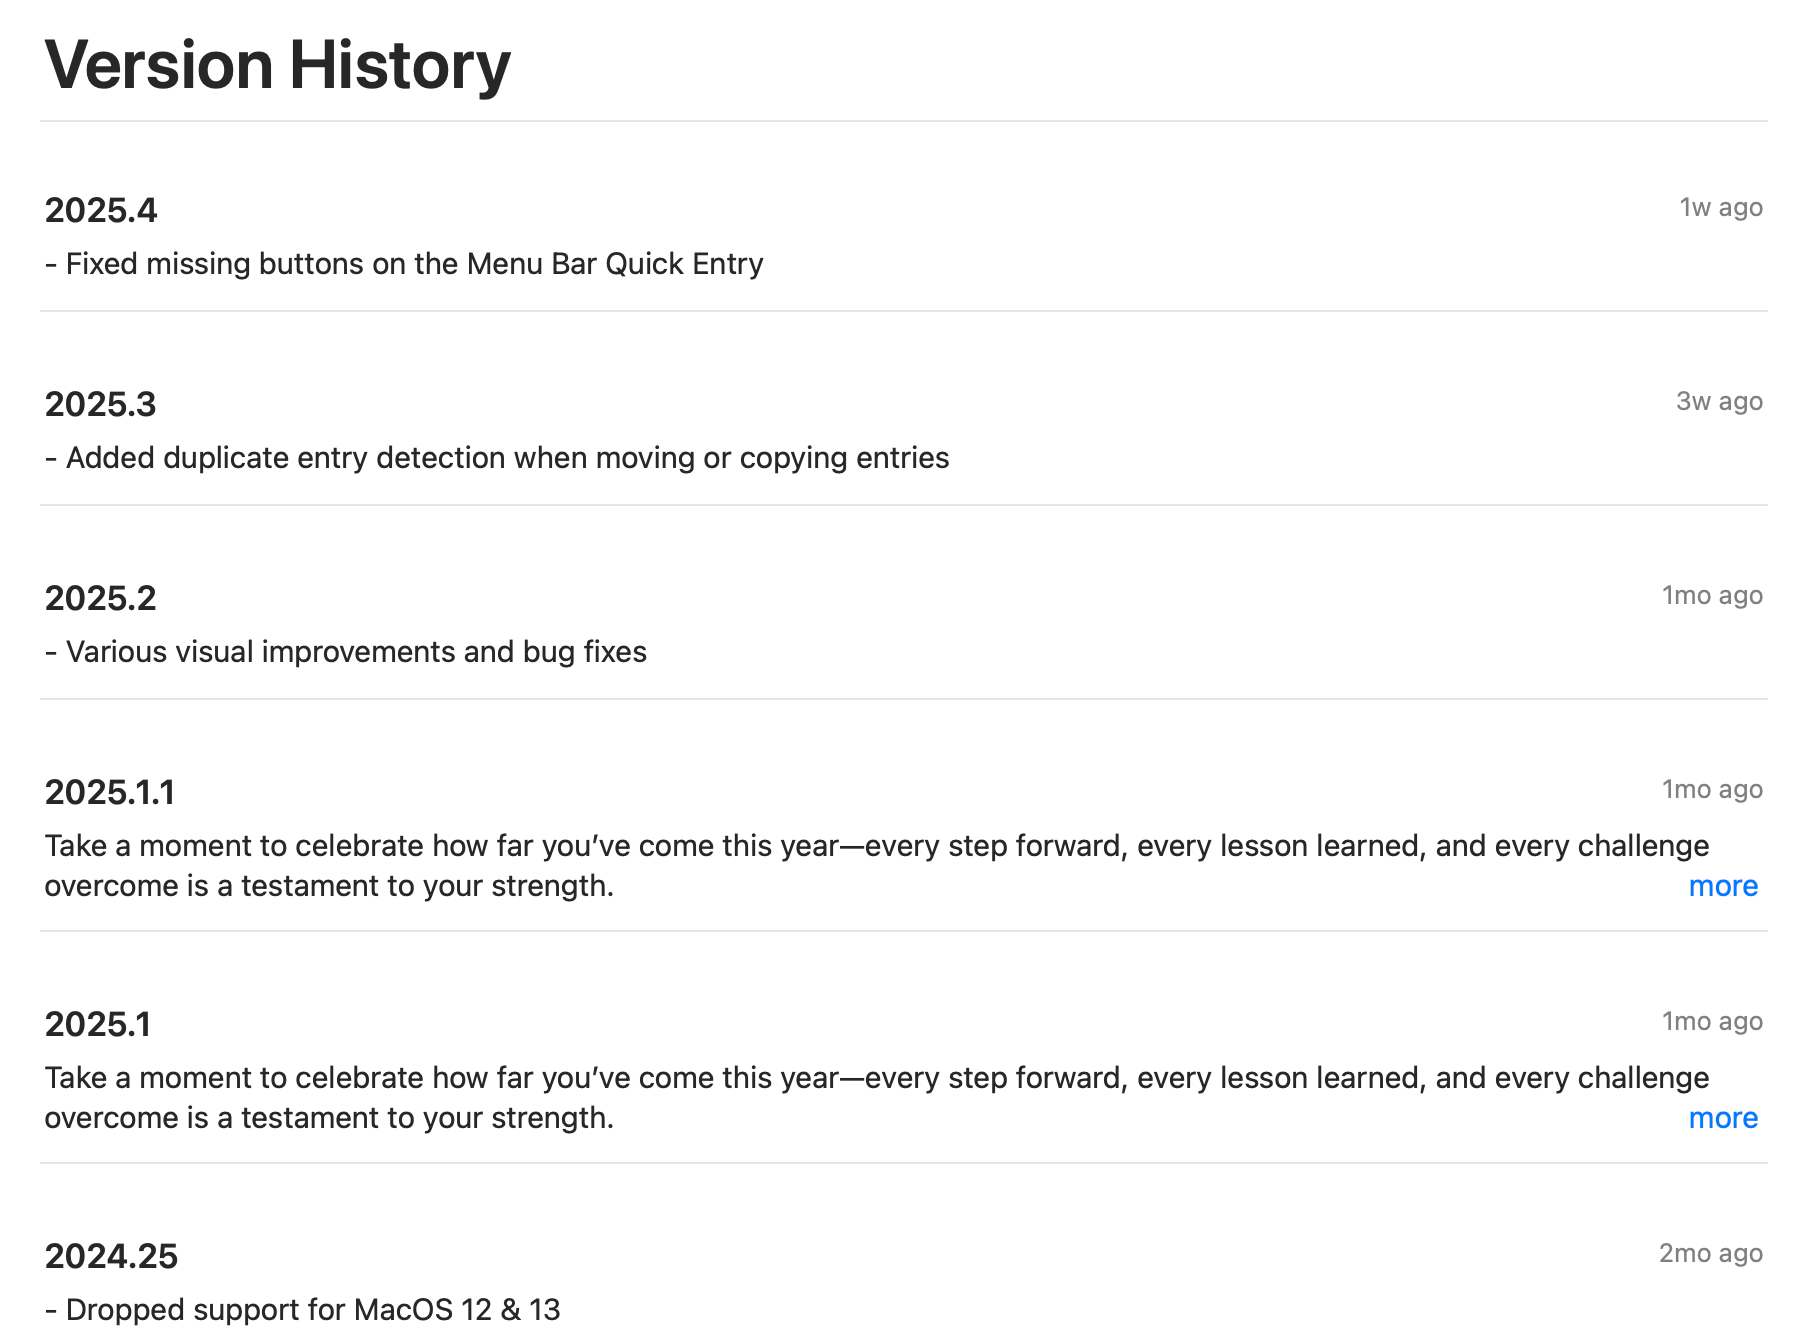 Version History
2025.4
1w ago
- Fixed missing buttons on the Menu Bar Quick Entry
2025.3
3w ago
- Added duplicate entry detection when moving or copying entries
2025.2
1mo ago
- Various visual improvements and bug fixes
2025.1.1
1mo ago
Take a moment to celebrate how far you’ve come this year—every step forward, every lesson learned, and every challenge
overcome is a testament to your strength.
more
2025.1
1mo ago
Take a moment to celebrate how far you’ve come this year—every step forward, every lesson learned, and every challenge
overcome is a testament to your strength.
more
2024.25
2mo ago
- Dropped support for MacOS 12 & 13